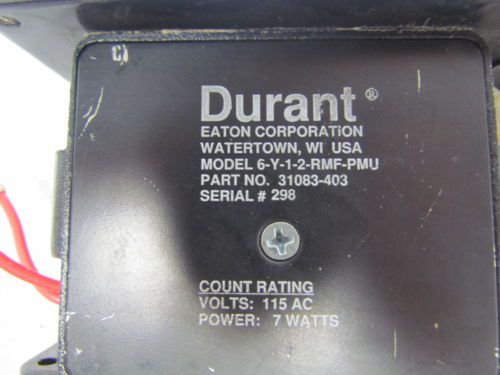 Durant®
EATON CORPORATION
WATERTOWN, WI USA
MODEL 6-Y-1-2-RMF-PMU
PART NO. 31083-403
SERIAL # 298
COUNT RATING
VOLTS: 115 AC
POWER: 7 WATTS